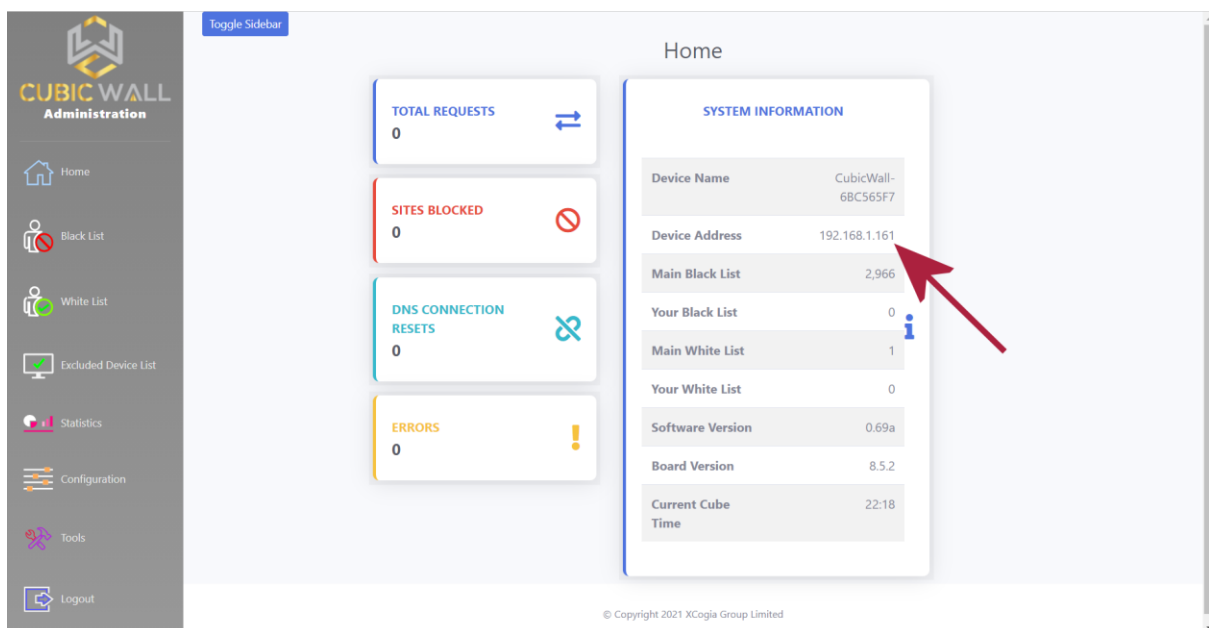 CUBIC WALL
Administration
Home
Black List
White List
Excluded Device List
Statistics
Configuration
Tools
Logout
Toggle Sidebar
Home
TOTAL REQUESTS
0
SITES BLOCKED
0
DNS CONNECTION
RESETS
0
ERRORS
0
SYSTEM INFORMATION
Device Name CubicWall-
6BC565F7
Device Address 192.168.1.161
Main Black List 2,966
Your Black List 0
Main White List 1
Your White List 0
Software Version 0.69a
Board Version 8.5.2
Current Cube 22:18
Time
© Copyright 2021 XCogia Group Limited